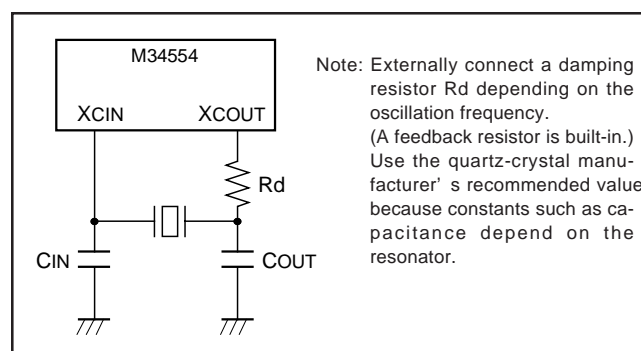 M34554
XCIN XCOUT
Rd
CIN COUT
Note: Externally connect a damping
resistor Rd depending on the
oscillation frequency.
(A feedback resistor is built-in.)
Use the quartz-crystal manu-
facturer’ s recommended value
because constants such as ca-
pacitance depend on the
resonator.